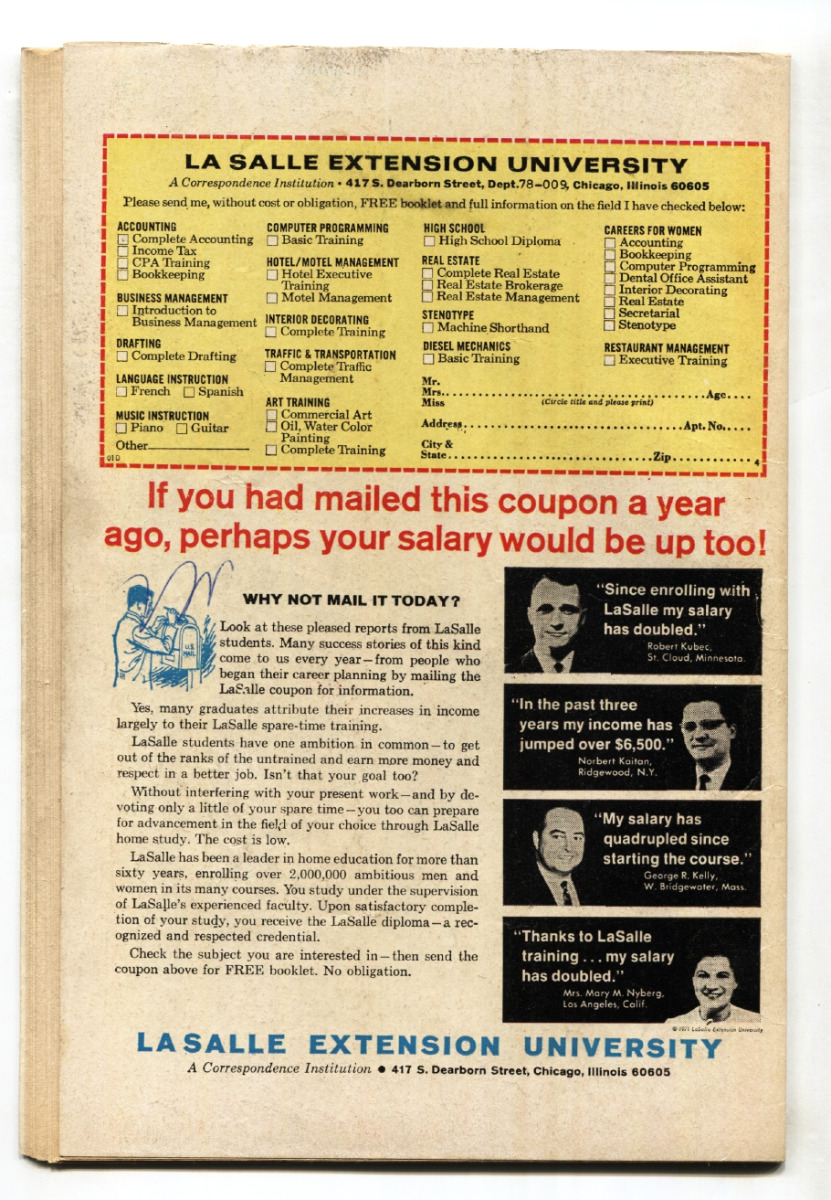 LA SALLE EXTENSION UNIVERSITY
A Correspondence Institution • 417 S. Dearborn Street, Dept. 78-009, Chicago, Illinois 60605
Please send me, without cost or obligation, FREE booklet and full information on the field I have checked below:
ACCOUNTING
Complete Accounting
Income Tax
CPA Training
Bookkeeping
BUSINESS MANAGEMENT
Introduction to
Business Management
DRAFTING
Complete Drafting
LANGUAGE INSTRUCTION
French Spanish
MUSIC INSTRUCTION
Piano Guitar
Other
01D
COMPUTER PROGRAMMING
Basic Training
HOTEL/MOTEL MANAGEMENT
Hotel Executive
Training
Motel Management
INTERIOR DECORATING
Complete Training
TRAFFIC & TRANSPORTATION
Complete Traffic
Management
ART TRAINING
Commercial Art
Oil, Water Color
Painting
Complete Training
HIGH SCHOOL
High School Diploma
REAL ESTATE
Complete Real Estate
Real Estate Brokerage
Real Estate Management
STENOTYPE
Machine Shorthand
DIESEL MECHANICS
Basic Training
CAREERS FOR WOMEN
Accounting
Bookkeeping
Computer Programming
Dental Office Assistant
Interior Decorating
Real Estate
Secretarial
Stenotype
RESTAURANT MANAGEMENT
Executive Training
Mr.
Mrs. Age
Miss (Circle title and please print)
Address Apt. No.
City &
State Zip 4
If you had mailed this coupon a year
ago, perhaps your salary would be up too!
WHY NOT MAIL IT TODAY?
U.S. MAIL
Look at these pleased reports from LaSalle
students. Many success stories of this kind
come to us every year—from people who
began their career planning by mailing the
LaSalle coupon for information.
Yes, many graduates attribute their increases in income
largely to their LaSalle spare-time training.
LaSalle students have one ambition in common—to get
out of the ranks of the untrained and earn more money and
respect in a better job. Isn't that your goal too?
Without interfering with your present work—and by de-
voting only a little of your spare time—you too can prepare
for advancement in the field of your choice through LaSalle
home study. The cost is low.
LaSalle has been a leader in home education for more than
sixty years, enrolling over 2,000,000 ambitious men and
women in its many courses. You study under the supervision
of LaSalle's experienced faculty. Upon satisfactory comple-
tion of your study, you receive the LaSalle diploma—a rec-
ognized and respected credential.
Check the subject you are interested in—then send the
coupon above for FREE booklet. No obligation.
"Since enrolling with
LaSalle my salary
has doubled."
Robert Kubec,
St. Cloud, Minnesota.
"In the past three
years my income has
jumped over $6,500."
Norbert Kaitan,
Ridgewood, N.Y.
"My salary has
quadrupled since
starting the course."
George R. Kelly,
W. Bridgewater, Mass.
"Thanks to LaSalle
training ... my salary
has doubled."
Mrs. Mary M. Nyberg,
Los Angeles, Calif.
© 1971 LaSalle Extension University
LA SALLE EXTENSION UNIVERSITY
A Correspondence Institution • 417 S. Dearborn Street, Chicago, Illinois 60605